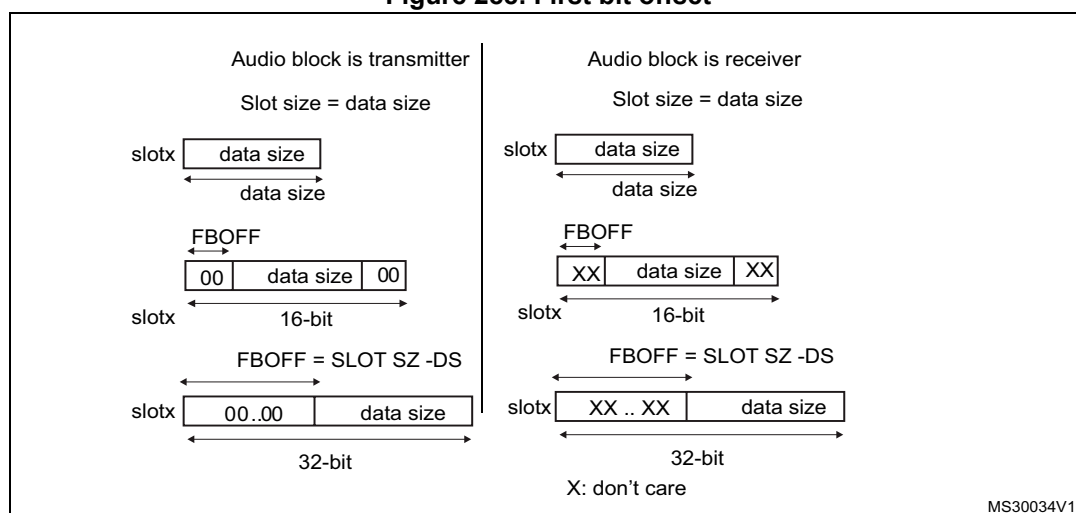 Audio block is transmitter
Slot size = data size
slotx data size
data size
FBOFF
00 data size 00
slotx 16-bit
FBOFF = SLOT SZ -DS
slotx 00..00 data size
32-bit
Audio block is receiver
Slot size = data size
slotx data size
data size
FBOFF
XX data size XX
slotx 16-bit
FBOFF = SLOT SZ -DS
slotx XX .. XX data size
32-bit
X: don't care
MS30034V1